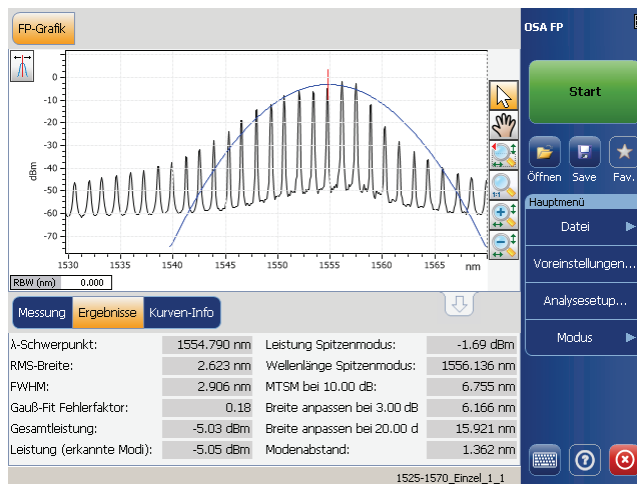 FP-Grafik
OSA FP
Start
Öffnen Save Fav.
Hauptmenü
Datei
Voreinstellungen...
Analysesetup...
Modus
dBm
0
-10
-20
-30
-40
-50
-60
-70
1530 1535 1540 1545 1550 1555 1560 1565 nm
1:1
RBW (nm) 0.000
Messung Ergebnisse Kurven-Info
λ-Schwerpunkt: 1554.790 nm Leistung Spitzenmodus: -1.69 dBm
RMS-Breite: 2.623 nm Wellenlänge Spitzenmodus: 1556.136 nm
FWHM: 2.906 nm MTSM bei 10.00 dB: 6.755 nm
Gauß-Fit Fehlerfaktor: 0.18 Breite anpassen bei 3.00 dB 6.166 nm
Gesamtleistung: -5.03 dBm Breite anpassen bei 20.00 d 15.921 nm
Leistung (erkannte Modi): -5.05 dBm Modenabstand: 1.362 nm
1525-1570_Einzel_1_1